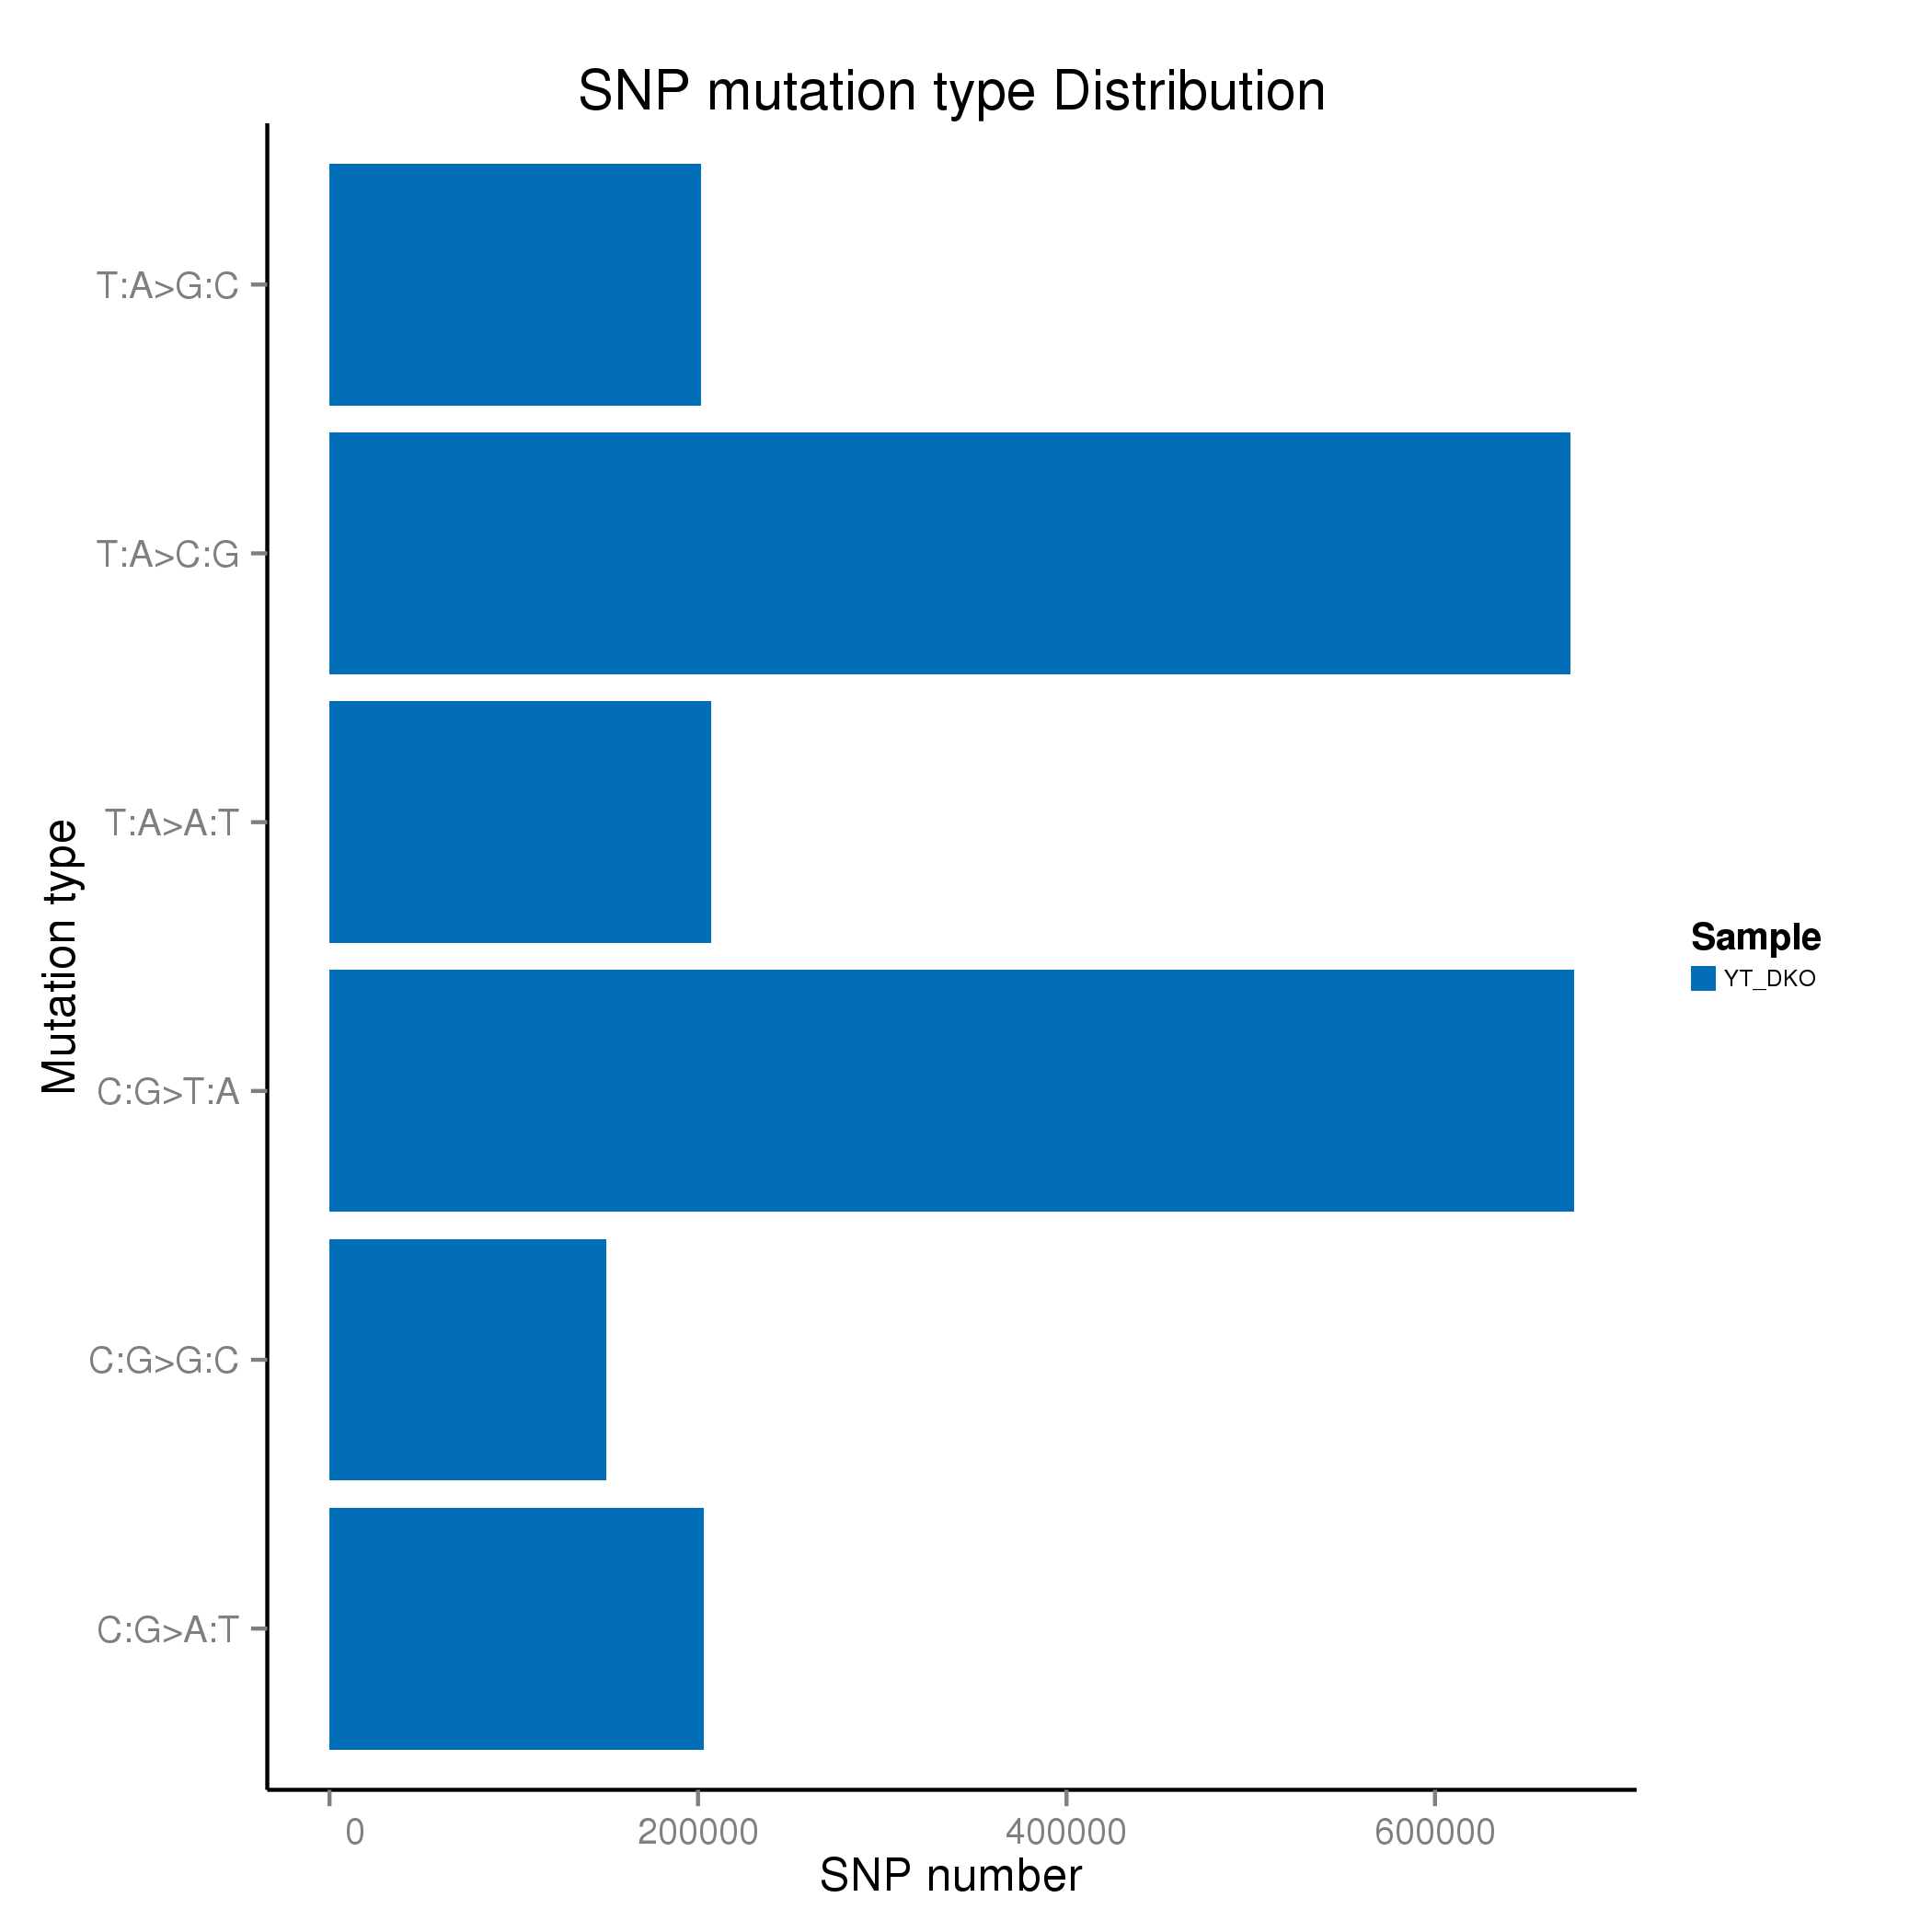 SNP mutation type Distribution
T:A>G:C
T:A>C:G
T:A>A:T
C:G>T:A
C:G>G:C
C:G>A:T
Mutation type
0 200000 400000 600000
SNP number
Sample
YT_DKO